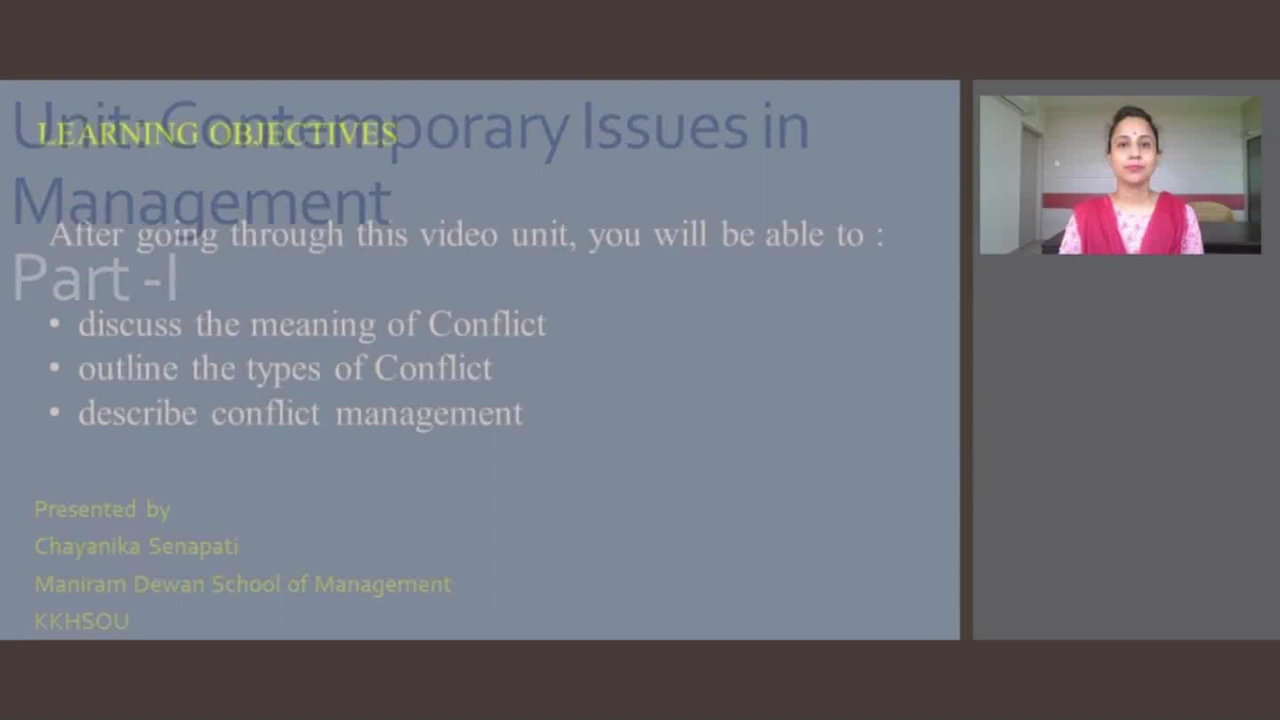 Unit-Contemporary Issues in
Management
Part -I
LEARNING OBJECTIVES
After going through this video unit, you will be able to :
• discuss the meaning of Conflict
• outline the types of Conflict
• describe conflict management
Presented by
Chayanika Senapati
Maniram Dewan School of Management
KKHSOU